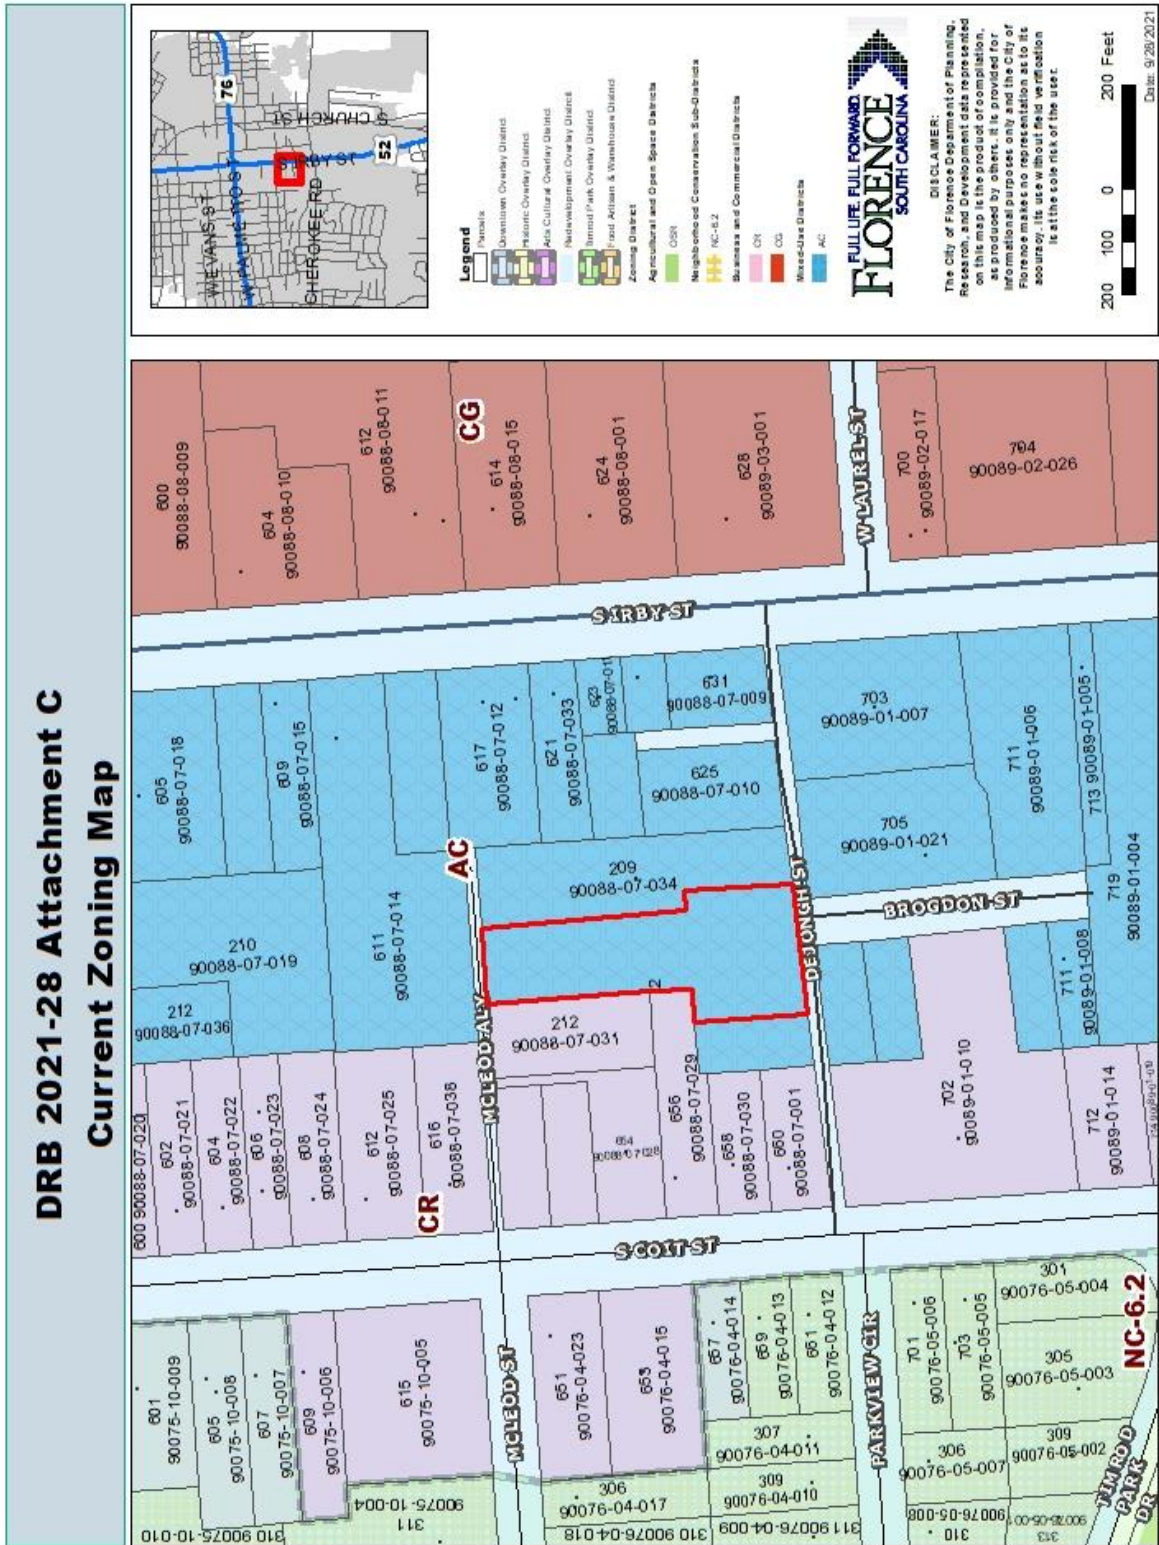 DRB 2021-28 Attachment C
Current Zoning Map
600 90088-07-020
602
90088-07-021
604
90088-07-022
606
90088-07-023
608
90088-07-024
612
90088-07-025
616
90088-07-038
CR
212
90088-07-036
210
90088-07-019
611
90088-07-014
605
90088-07-018
609
90088-07-015
617
90088-07-012
621
90088-07-033
623
631
90088-07-009
625
90088-07-010
AC
209
90088-07-034
MCLEOD ALY
212
90088-07-031
2
654
90088-07-028
656
90088-07-029
658
90088-07-030
660
90088-07-001
600
90088-08-009
604
90088-08-010
612
90088-08-011
CG
614
90088-08-015
624
90088-08-001
628
90089-03-001
S IRBY ST
W LAUREL ST
700
90089-02-017
704
90089-02-026
DEJONGH ST
703
90089-01-007
705
90089-01-021
711
90089-01-006
713 90089-01-005
719
90089-01-004
BROGDON ST
711
90089-01-008
702
90089-01-010
712
90089-01-014
S COIT ST
601
90075-10-009
605
90075-10-008
607
90075-10-007
609
90075-10-006
615
90075-10-005
311
90075-10-004
310 90075-10-010
MCLEOD ST
651
90076-04-023
653
90076-04-015
657
90076-04-014
659
90076-04-013
661
90076-04-012
307
90076-04-011
306
90076-04-017
309
90076-04-010
310 90076-04-018
311 90076-04-009
PARKVIEW CIR
701
90076-05-006
703
90076-05-005
301
90076-05-004
305
90076-05-003
306
90076-05-007
309
90076-05-002
310
90076-05-008
313
NC-6.2
TIMROD
PARK
DR
W EVANS ST
W PALMETTO ST
CHEROKEE RD
S IRBY ST
S CHURCH ST
76
52
Legend
Parcels
Downtown Overlay District
Historic Overlay District
Arts Cultural Overlay District
Redevelopment Overlay District
Timrod Park Overlay District
Food Artisan & Warehouse District
Zoning District
Agricultural and Open Space Districts
OSR
Neighborhood Conservation Sub-Districts
NC-6.2
Business and Commercial Districts
CR
CG
Mixed-Use Districts
AC
FULL LIFE. FULL FORWARD.
FLORENCE
SOUTH CAROLINA
DISCLAIMER:
The City of Florence Department of Planning,
Research, and Development data represented
on this map is the product of compilation,
as produced by others. It is provided for
informational purposes only and the City of
Florence makes no representation as to its
accuracy. Its use without field verification
is at the sole risk of the user.
200 100 0 200 Feet
Date: 9/28/2021